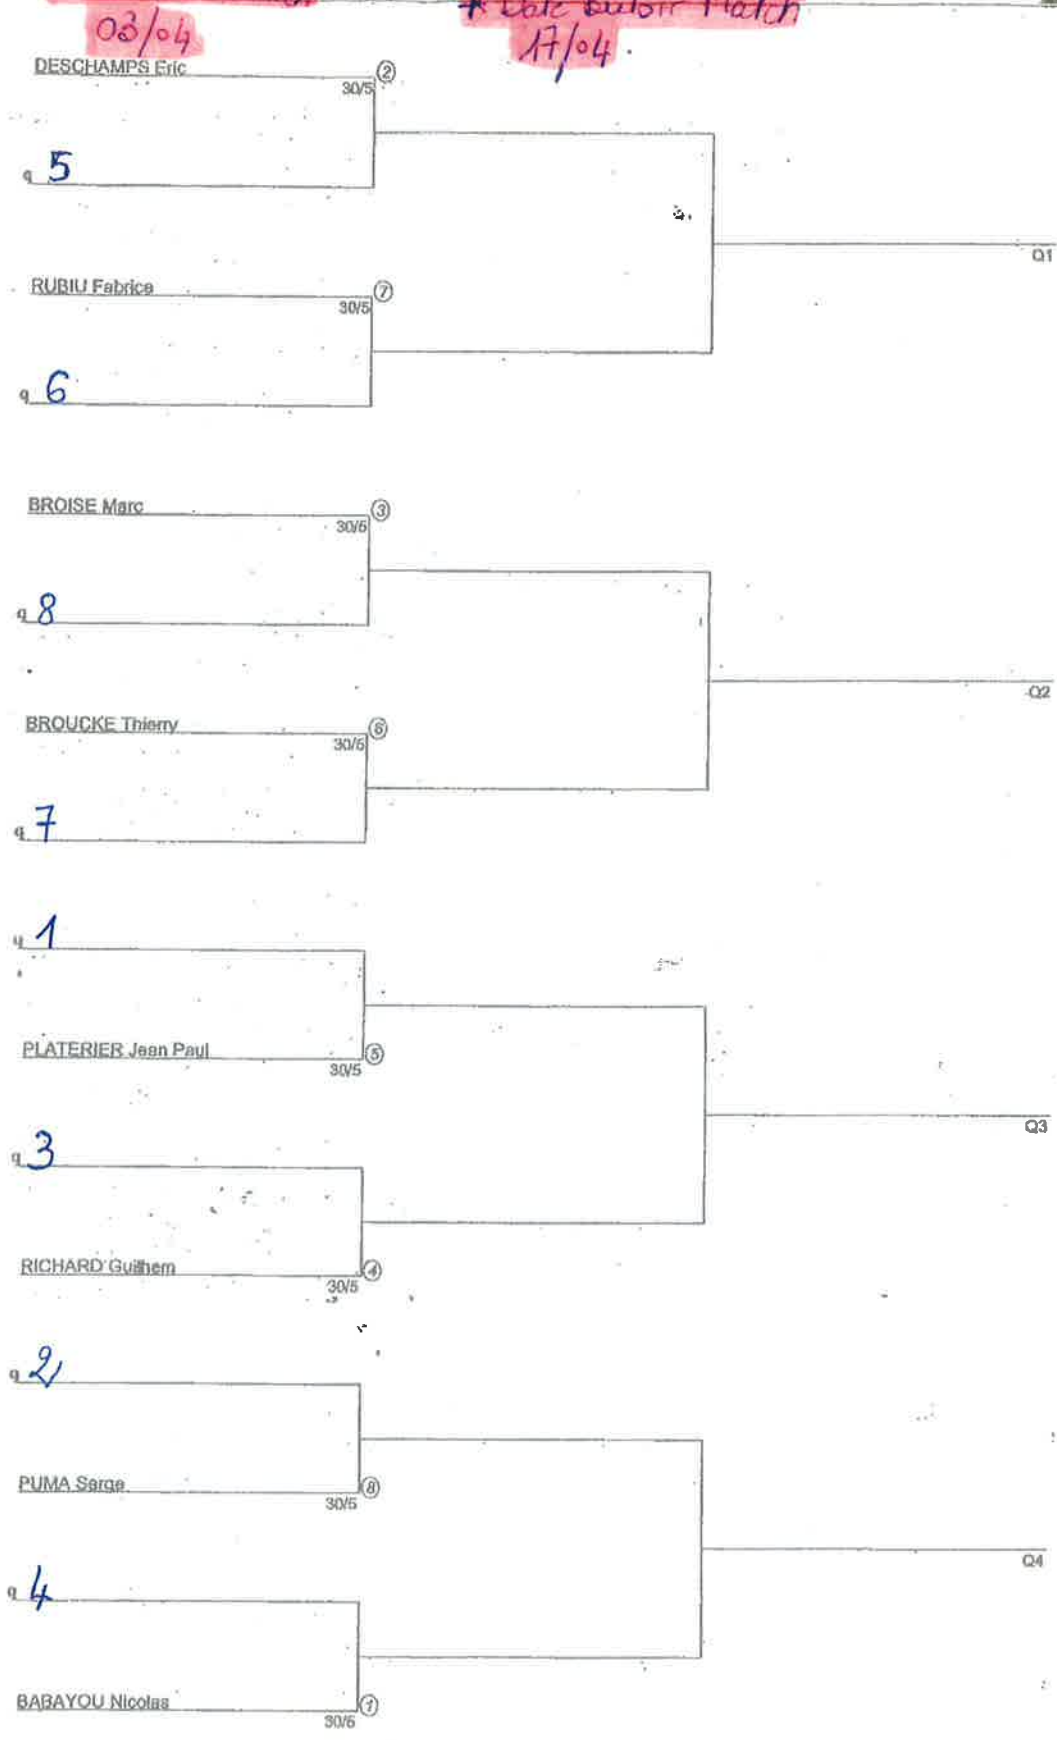 * Date butoir Match
03/04
17/04.
DESCHAMPS Eric
2
30/5
q 5
Q1
RUBIU Fabrice
7
30/5
q 6
BROISE Marc
3
30/5
q 8
Q2
BROUCKE Thierry
6
30/5
q 7
q 1
PLATERIER Jean Paul
5
30/5
Q3
q 3
RICHARD Guilhem
4
30/5
q 2
PUMA Serge
8
30/5
Q4
q 4
BABAYOU Nicolas
1
30/5